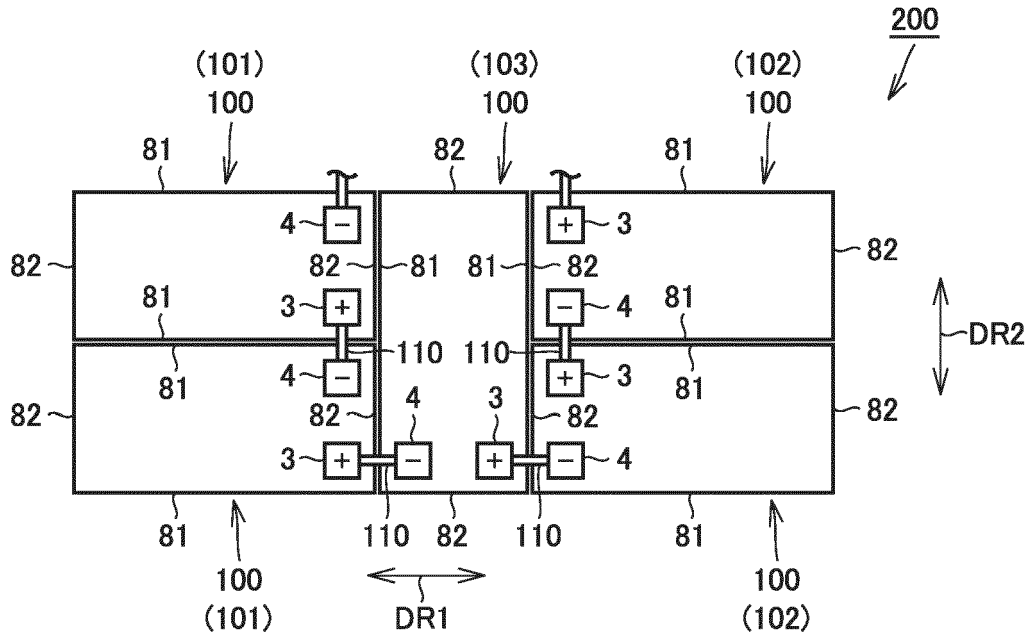 200
(101) (103) (102)
100 100 100
81 82 81
4 − + 3
82 82 81 81 82 82
3 + 81 − 4 81
110 110 DR2
81 4 − + 3 81
82 82 4 3 82 82
3 + − + − 4
81 110 82 110 81
100 DR1 100
(101) (102)